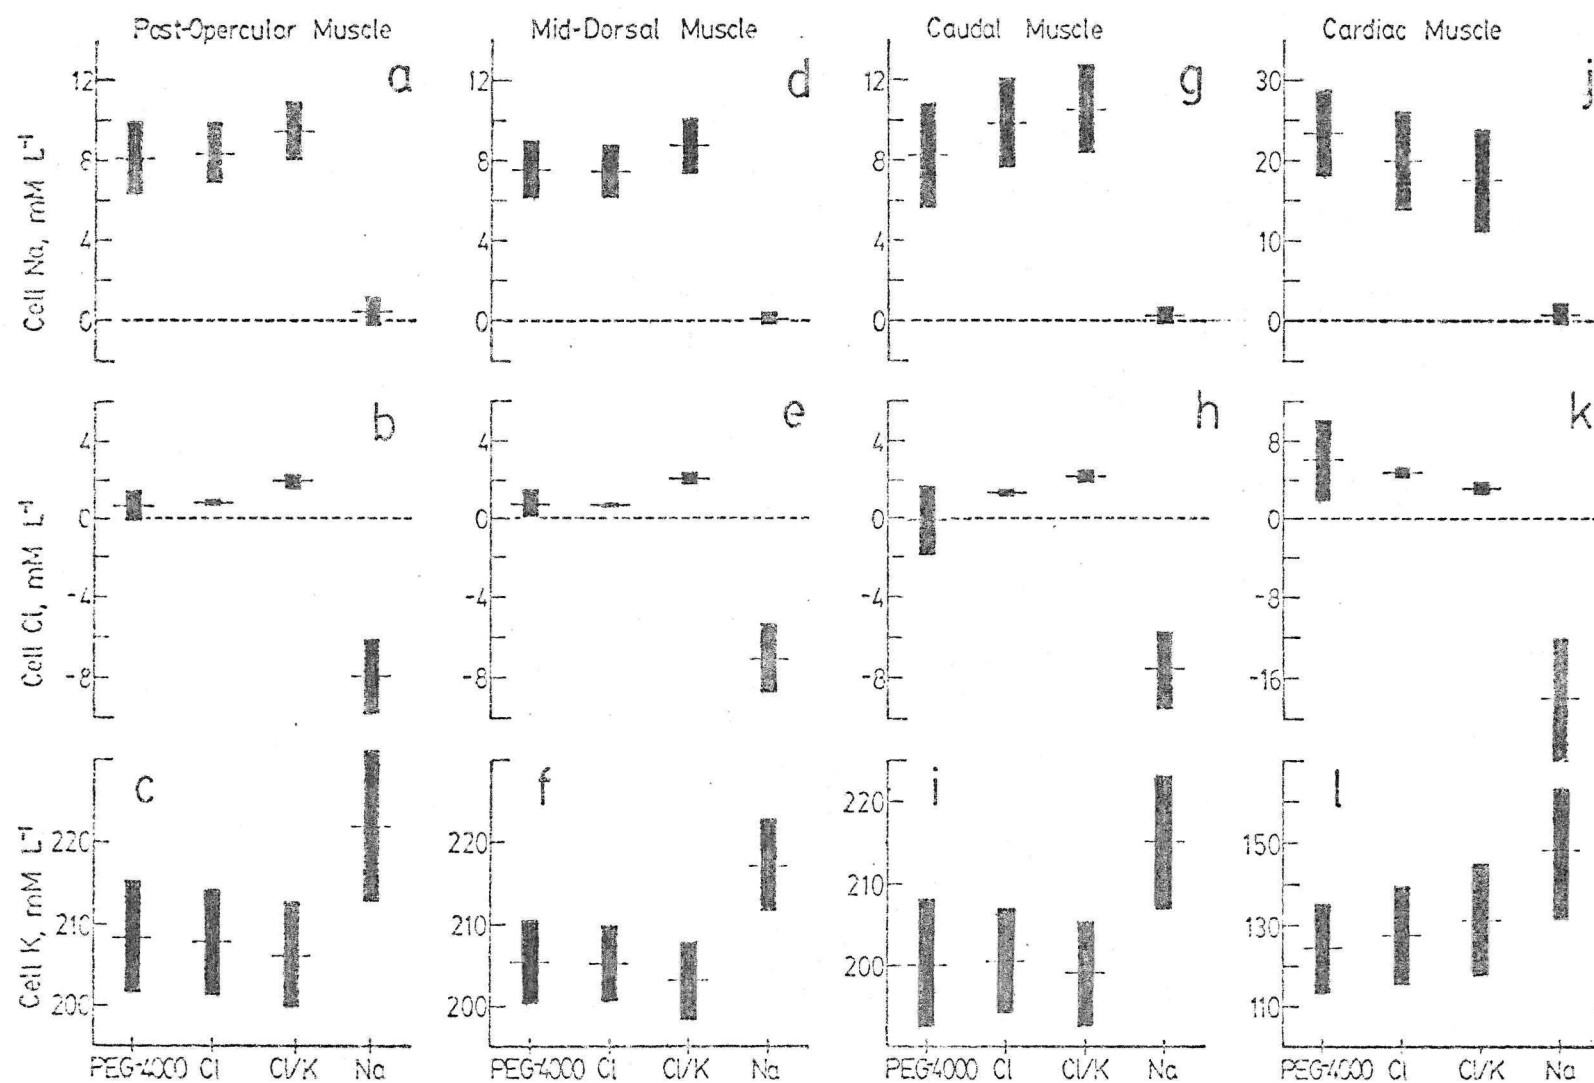 Post-Opercular Muscle Mid-Dorsal Muscle Caudal Muscle Cardiac Muscle
a d g j
Cell Na, mM L⁻¹
12 12 12 30
8 8 8 20
4 4 4 10
0 0 0 0
b e h k
Cell Cl, mM L⁻¹
4 4 4 8
0 0 0 0
-4 -4 -4 -8
-8 -8 -8 -16
c f i l
Cell K, mM L⁻¹
220 220 220 150
210 210 210 130
200 200 200 110
PEG-4000 Cl Cl/K Na PEG-4000 Cl Cl/K Na PEG-4000 Cl Cl/K Na PEG-4000 Cl Cl/K Na